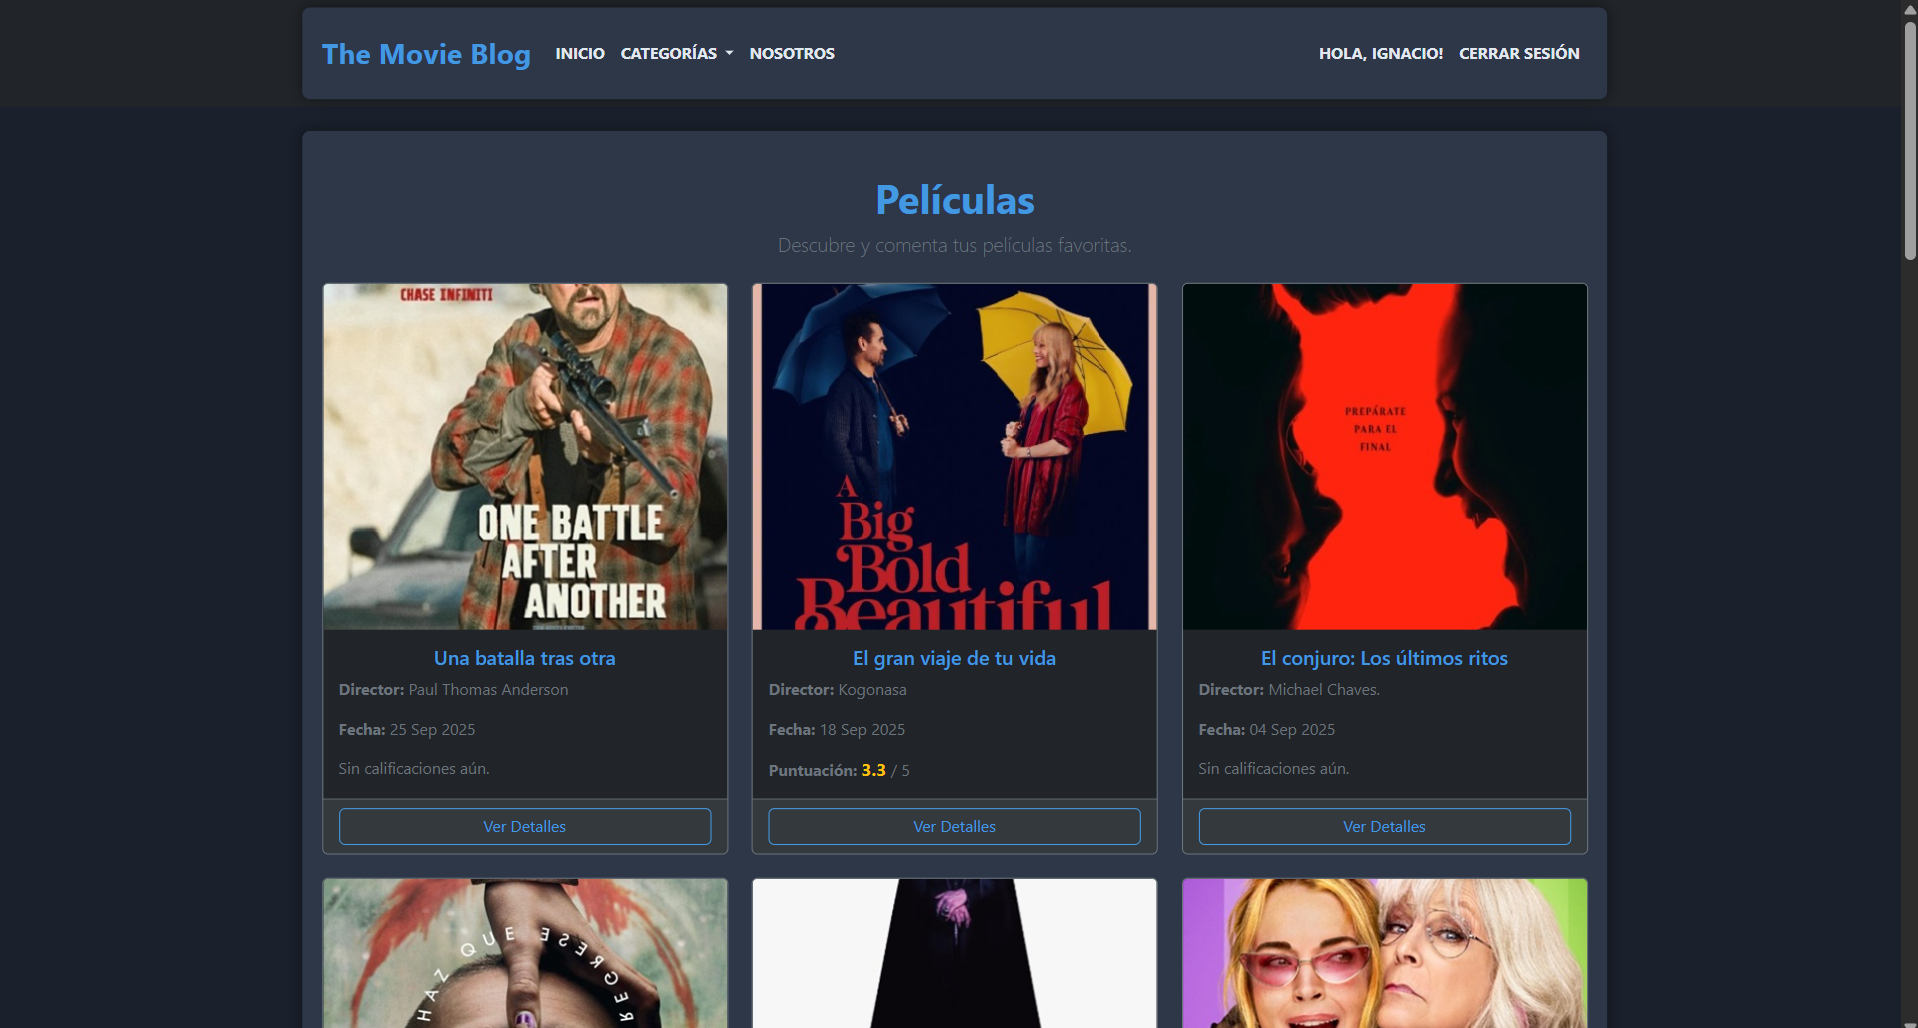 The Movie Blog INICIO CATEGORÍAS NOSOTROS HOLA, IGNACIO! CERRAR SESIÓN
Películas
Descubre y comenta tus películas favoritas.
CHASE INFINITI
ONE BATTLE
AFTER
ANOTHER
Una batalla tras otra
Director: Paul Thomas Anderson
Fecha: 25 Sep 2025
Sin calificaciones aún.
Ver Detalles
A
Big
Bold
Beautiful
El gran viaje de tu vida
Director: Kogonasa
Fecha: 18 Sep 2025
Puntuación: 3.3 / 5
Ver Detalles
PREPÁRATE
PARA EL
FINAL
El conjuro: Los últimos ritos
Director: Michael Chaves.
Fecha: 04 Sep 2025
Sin calificaciones aún.
Ver Detalles
HAZ QUE REGRESE